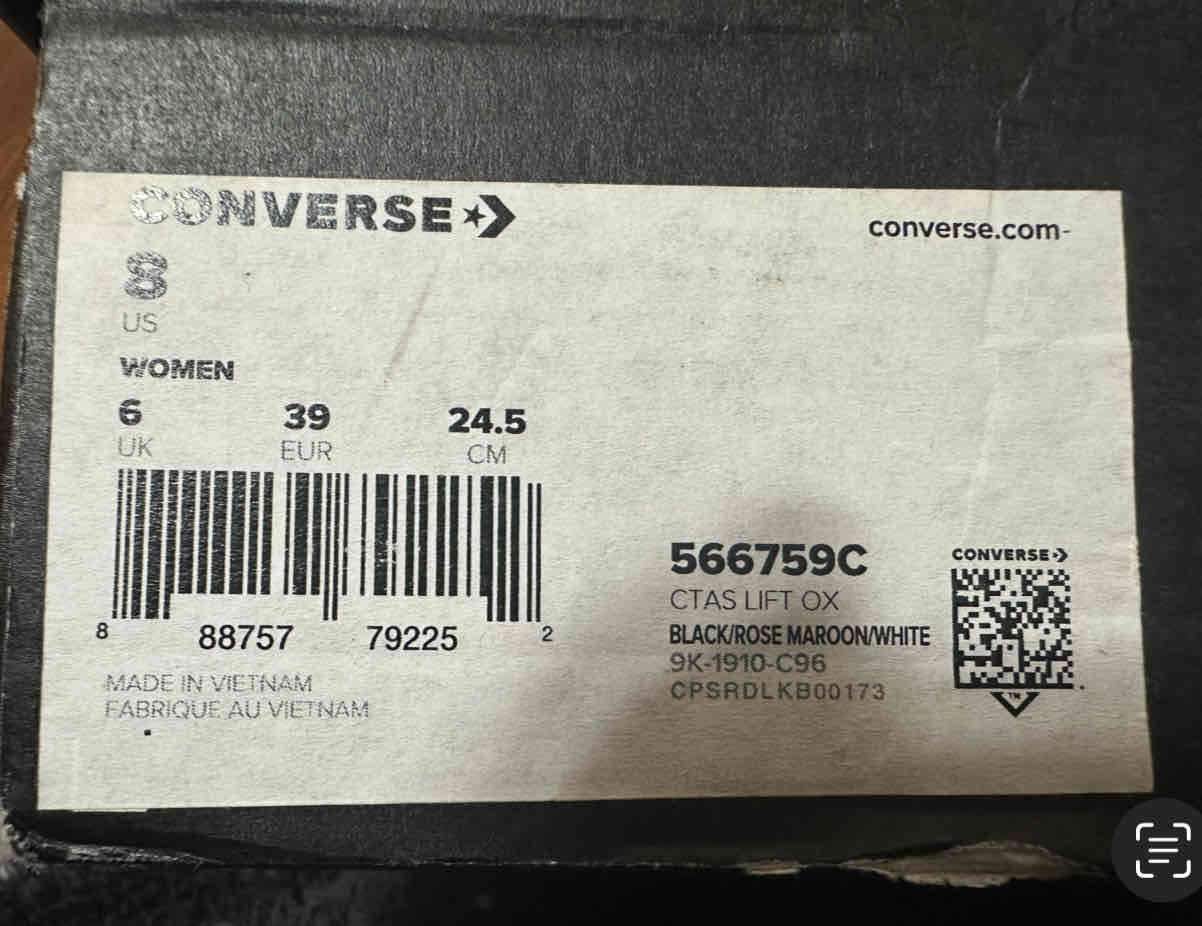 CONVERSE
converse.com-
8
US
WOMEN
6 39 24.5
UK EUR CM
8 88757 79225 2
MADE IN VIETNAM
FABRIQUE AU VIETNAM
566759C
CTAS LIFT OX
BLACK/ROSE MAROON/WHITE
9K-1910-C96
CPSRDLKB00173
CONVERSE
TM